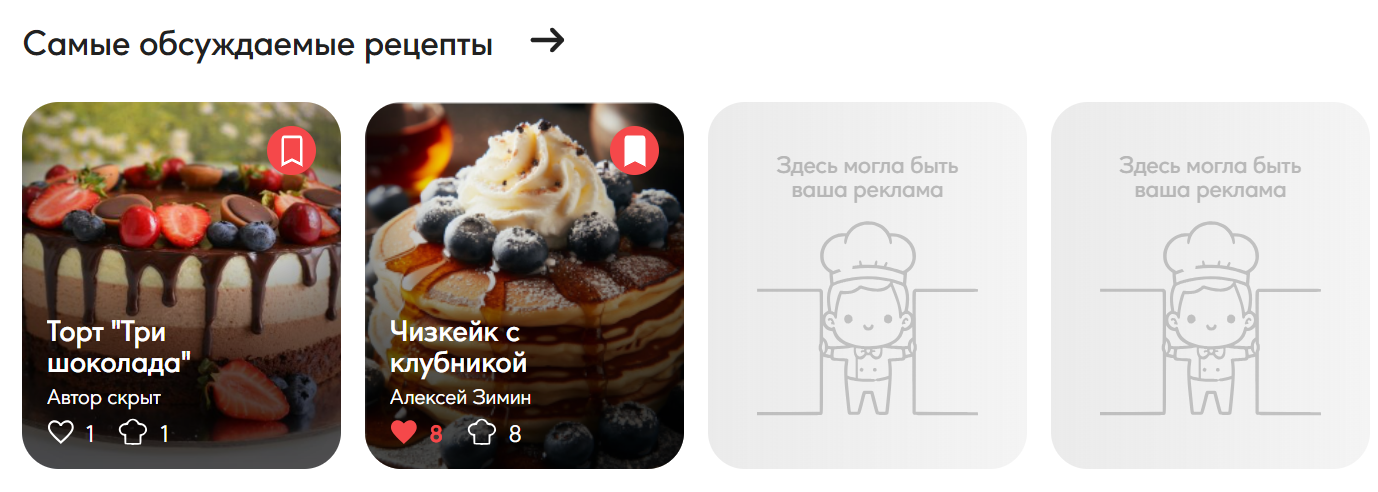 Самые обсуждаемые рецепты
Торт "Три
шоколада"
Автор скрыт
1 1
Чизкейк с
клубникой
Алексей Зимин
8 8
Здесь могла быть
ваша реклама
Здесь могла быть
ваша реклама